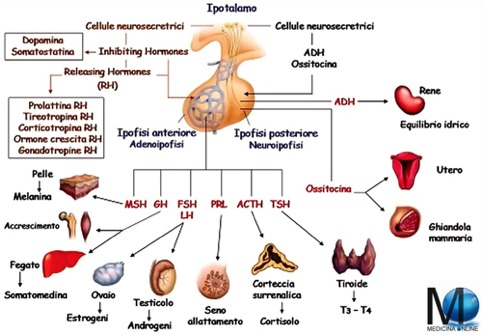 Ipotalamo
Cellule neurosecretrici
Cellule neurosecretrici
Dopamina
Somatostatina
Inhibiting Hormones
ADH
Ossitocina
Releasing Hormones
(RH)
Prolattina RH
Tireotropina RH
Corticotropina RH
Ormone crescita RH
Gonadotropine RH
ADH
Rene
Equilibrio idrico
Ipofisi anteriore
Adenoipofisi
Ipofisi posteriore
Neuroipofisi
Pelle
Melanina
MSH
GH
FSH
LH
PRL
ACTH
TSH
Ossitocina
Utero
Ghiandola
mammaria
Accrescimento
Fegato
Somatomedina
Ovaio
Estrogeni
Testicolo
Androgeni
Seno
allattamento
Corteccia
surrenalica
Cortisolo
Tiroide
T3 - T4
M
MEDICINA ONLINE